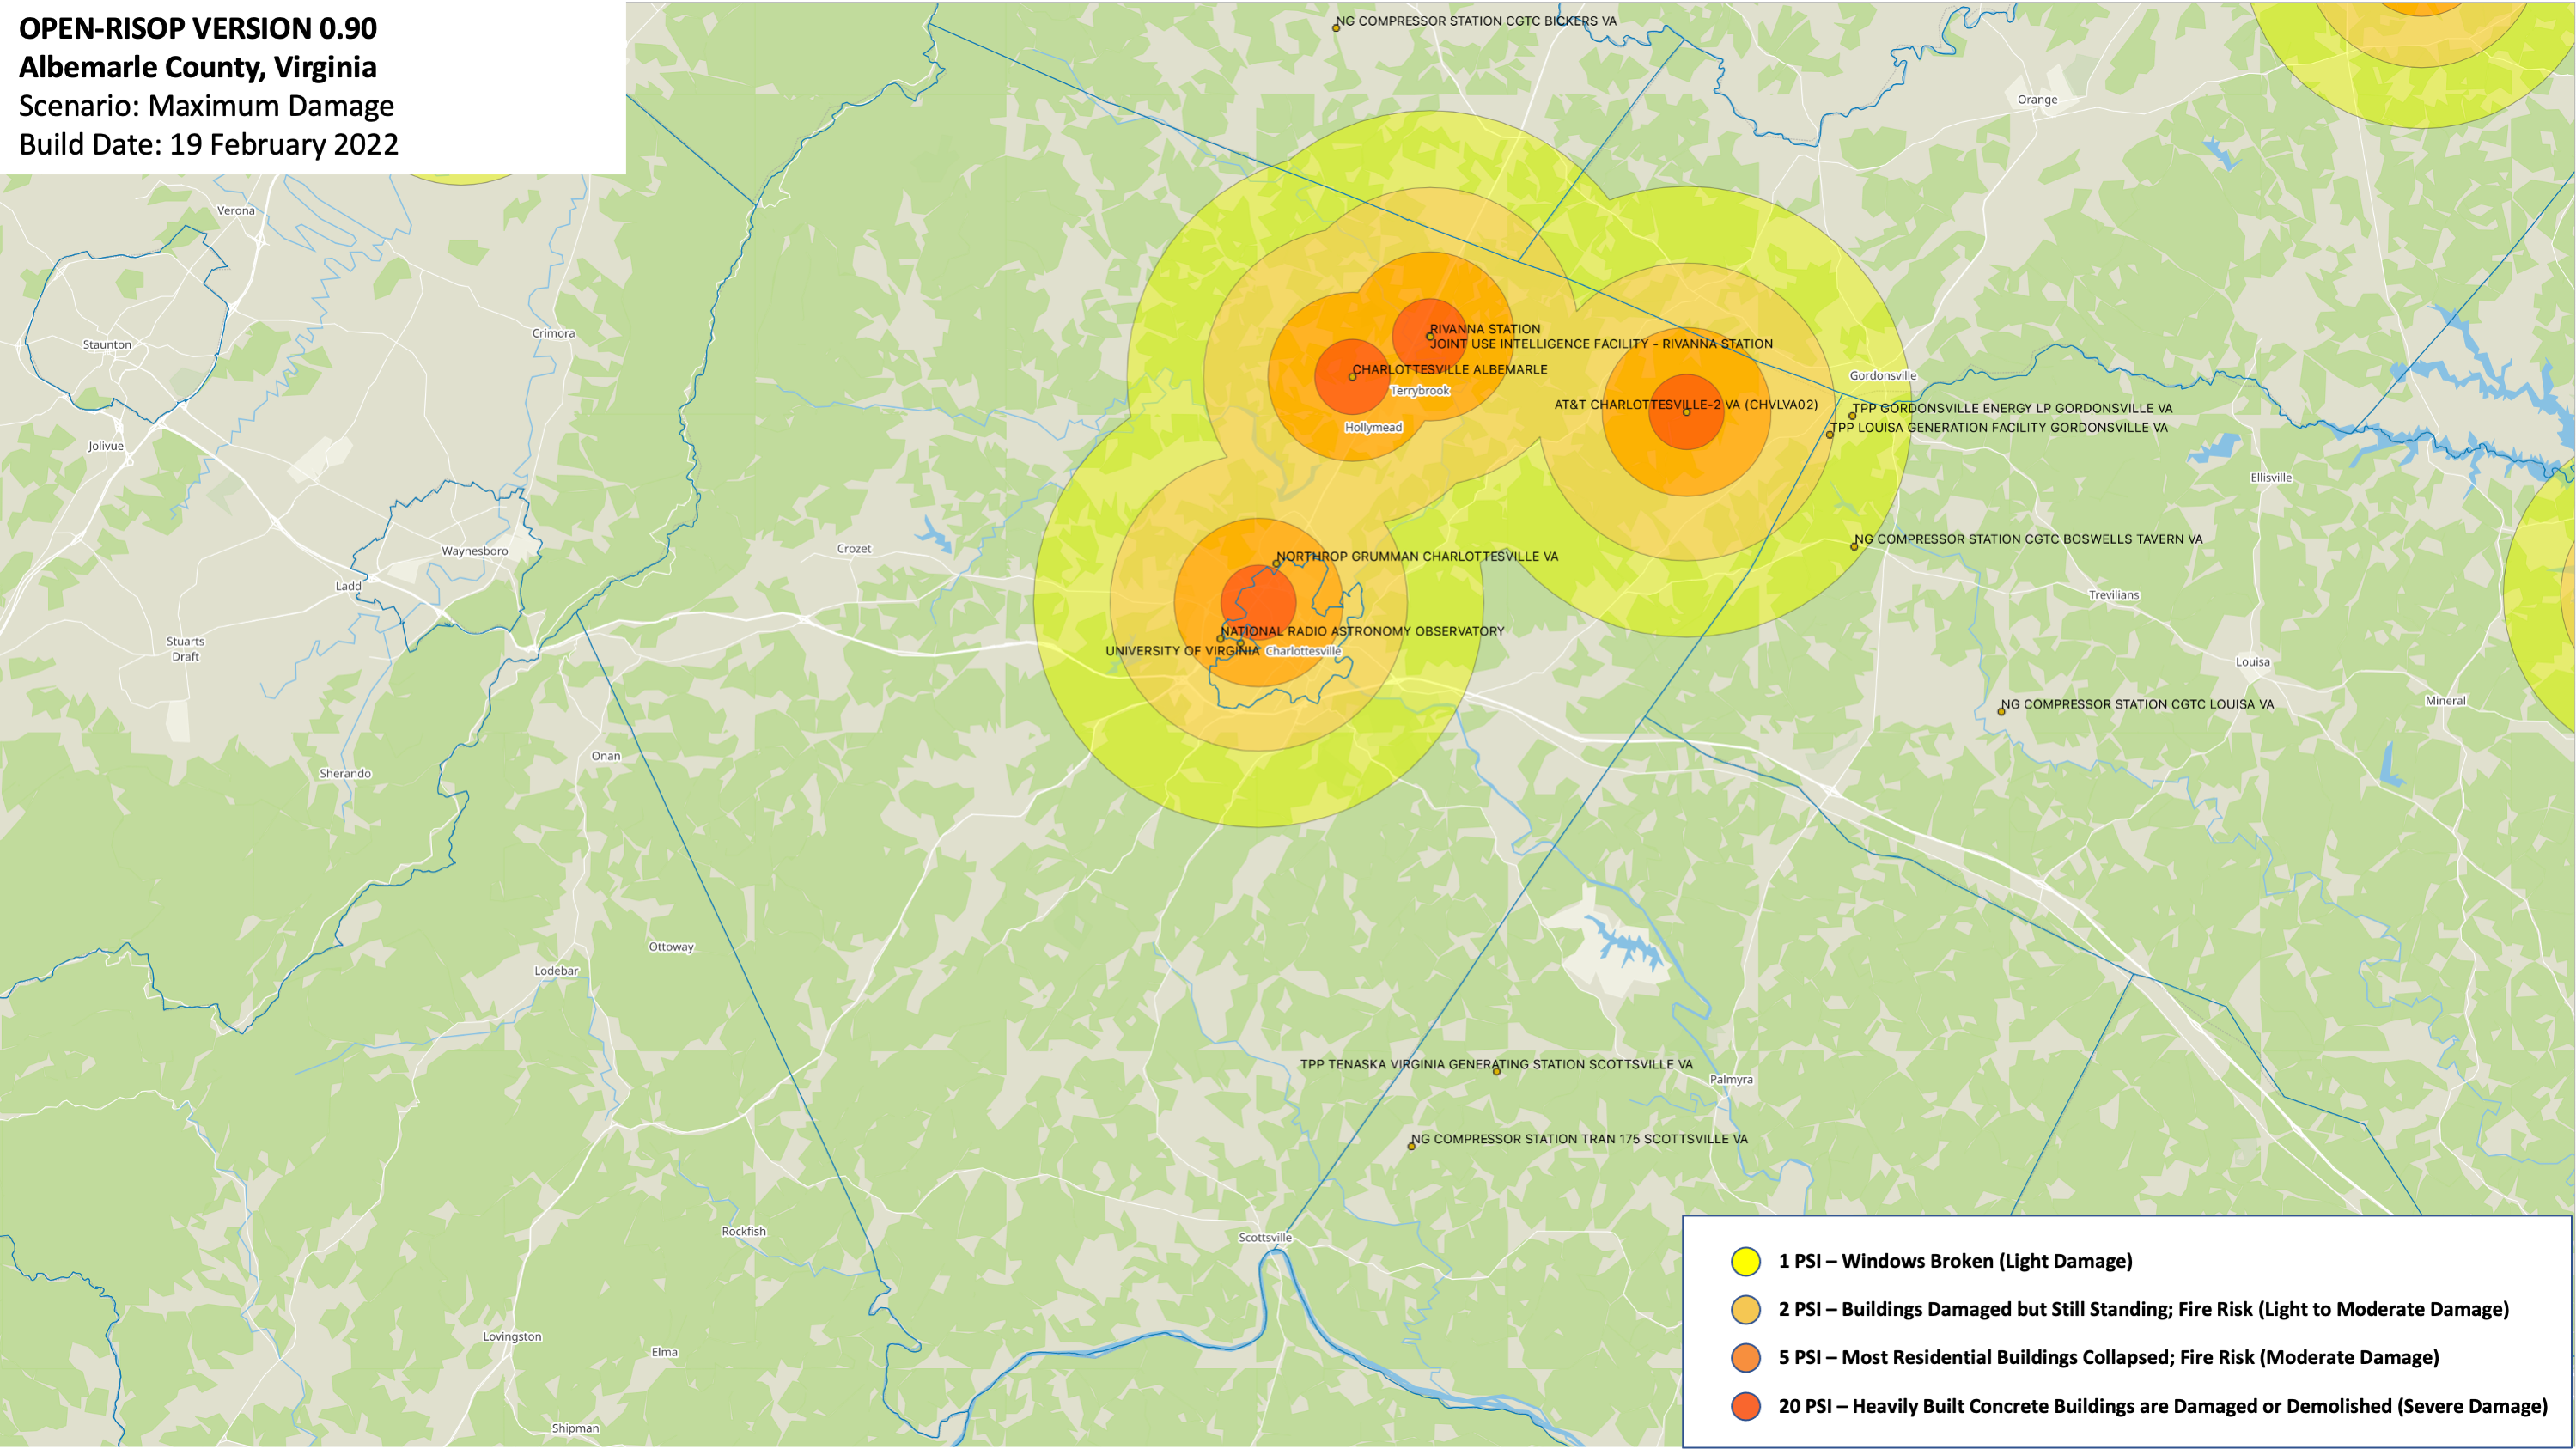 OPEN-RISOP VERSION 0.90
Albemarle County, Virginia
Scenario: Maximum Damage
Build Date: 19 February 2022
NG COMPRESSOR STATION CGTC BICKERS VA
Orange
Verona
Crimora
Staunton
RIVANNA STATION
JOINT USE INTELLIGENCE FACILITY - RIVANNA STATION
CHARLOTTESVILLE ALBEMARLE
Terrybrook
Gordonsville
AT&T CHARLOTTESVILLE-2 VA (CHVLVA02)
TPP GORDONSVILLE ENERGY LP GORDONSVILLE VA
Hollymead
TPP LOUISA GENERATION FACILITY GORDONSVILLE VA
Jolivue
Ellisville
Waynesboro
Crozet
NORTHROP GRUMMAN CHARLOTTESVILLE VA
NG COMPRESSOR STATION CGTC BOSWELLS TAVERN VA
Ladd
Trevilians
Stuarts
Draft
NATIONAL RADIO ASTRONOMY OBSERVATORY
UNIVERSITY OF VIRGINIA
Charlottesville
Louisa
Mineral
NG COMPRESSOR STATION CGTC LOUISA VA
Onan
Sherando
Ottoway
Lodebar
TPP TENASKA VIRGINIA GENERATING STATION SCOTTSVILLE VA
Palmyra
NG COMPRESSOR STATION TRAN 175 SCOTTSVILLE VA
Rockfish
Scottsville
Lovington
Elma
Shipman
1 PSI – Windows Broken (Light Damage)
2 PSI – Buildings Damaged but Still Standing; Fire Risk (Light to Moderate Damage)
5 PSI – Most Residential Buildings Collapsed; Fire Risk (Moderate Damage)
20 PSI – Heavily Built Concrete Buildings are Damaged or Demolished (Severe Damage)